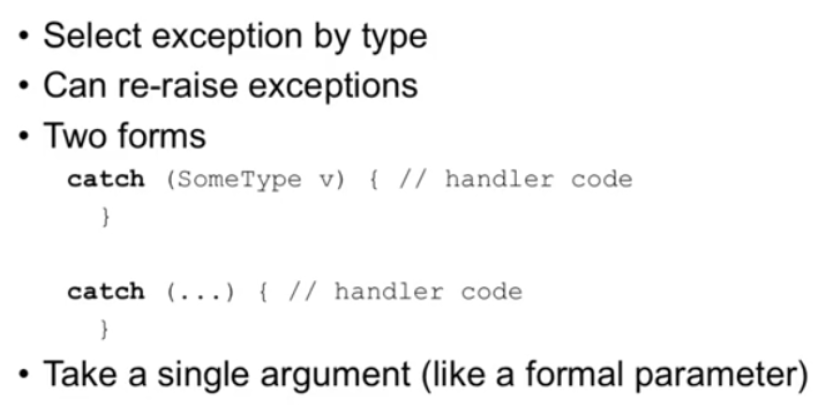 • Select exception by type
• Can re-raise exceptions
• Two forms
catch (SomeType v) { // handler code
}
catch (...) { // handler code
}
• Take a single argument (like a formal parameter)